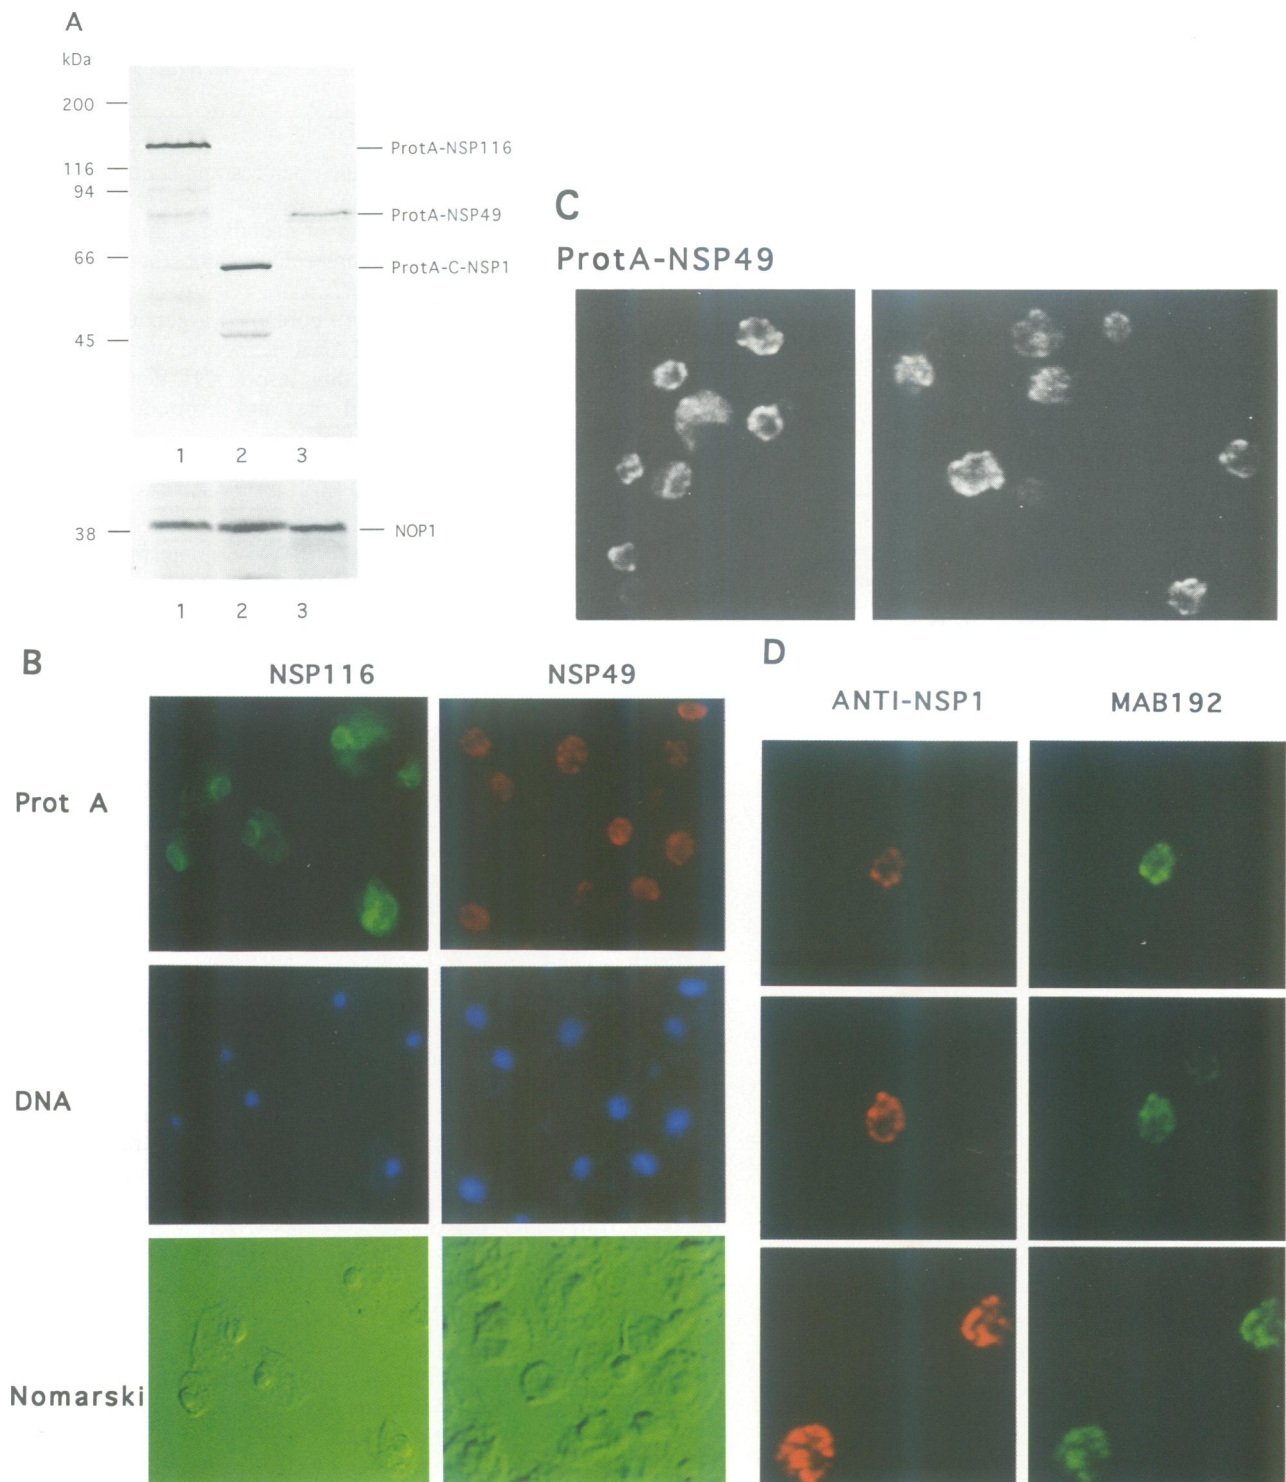 A
kDa
200
ProtA-NSP116
116
94
ProtA-NSP49
66
ProtA-C-NSP1
45
1 2 3
38
NOP1
1 2 3
C
ProtA-NSP49
B
NSP116 NSP49
Prot A
DNA
Nomarski
D
ANTI-NSP1 MAB192